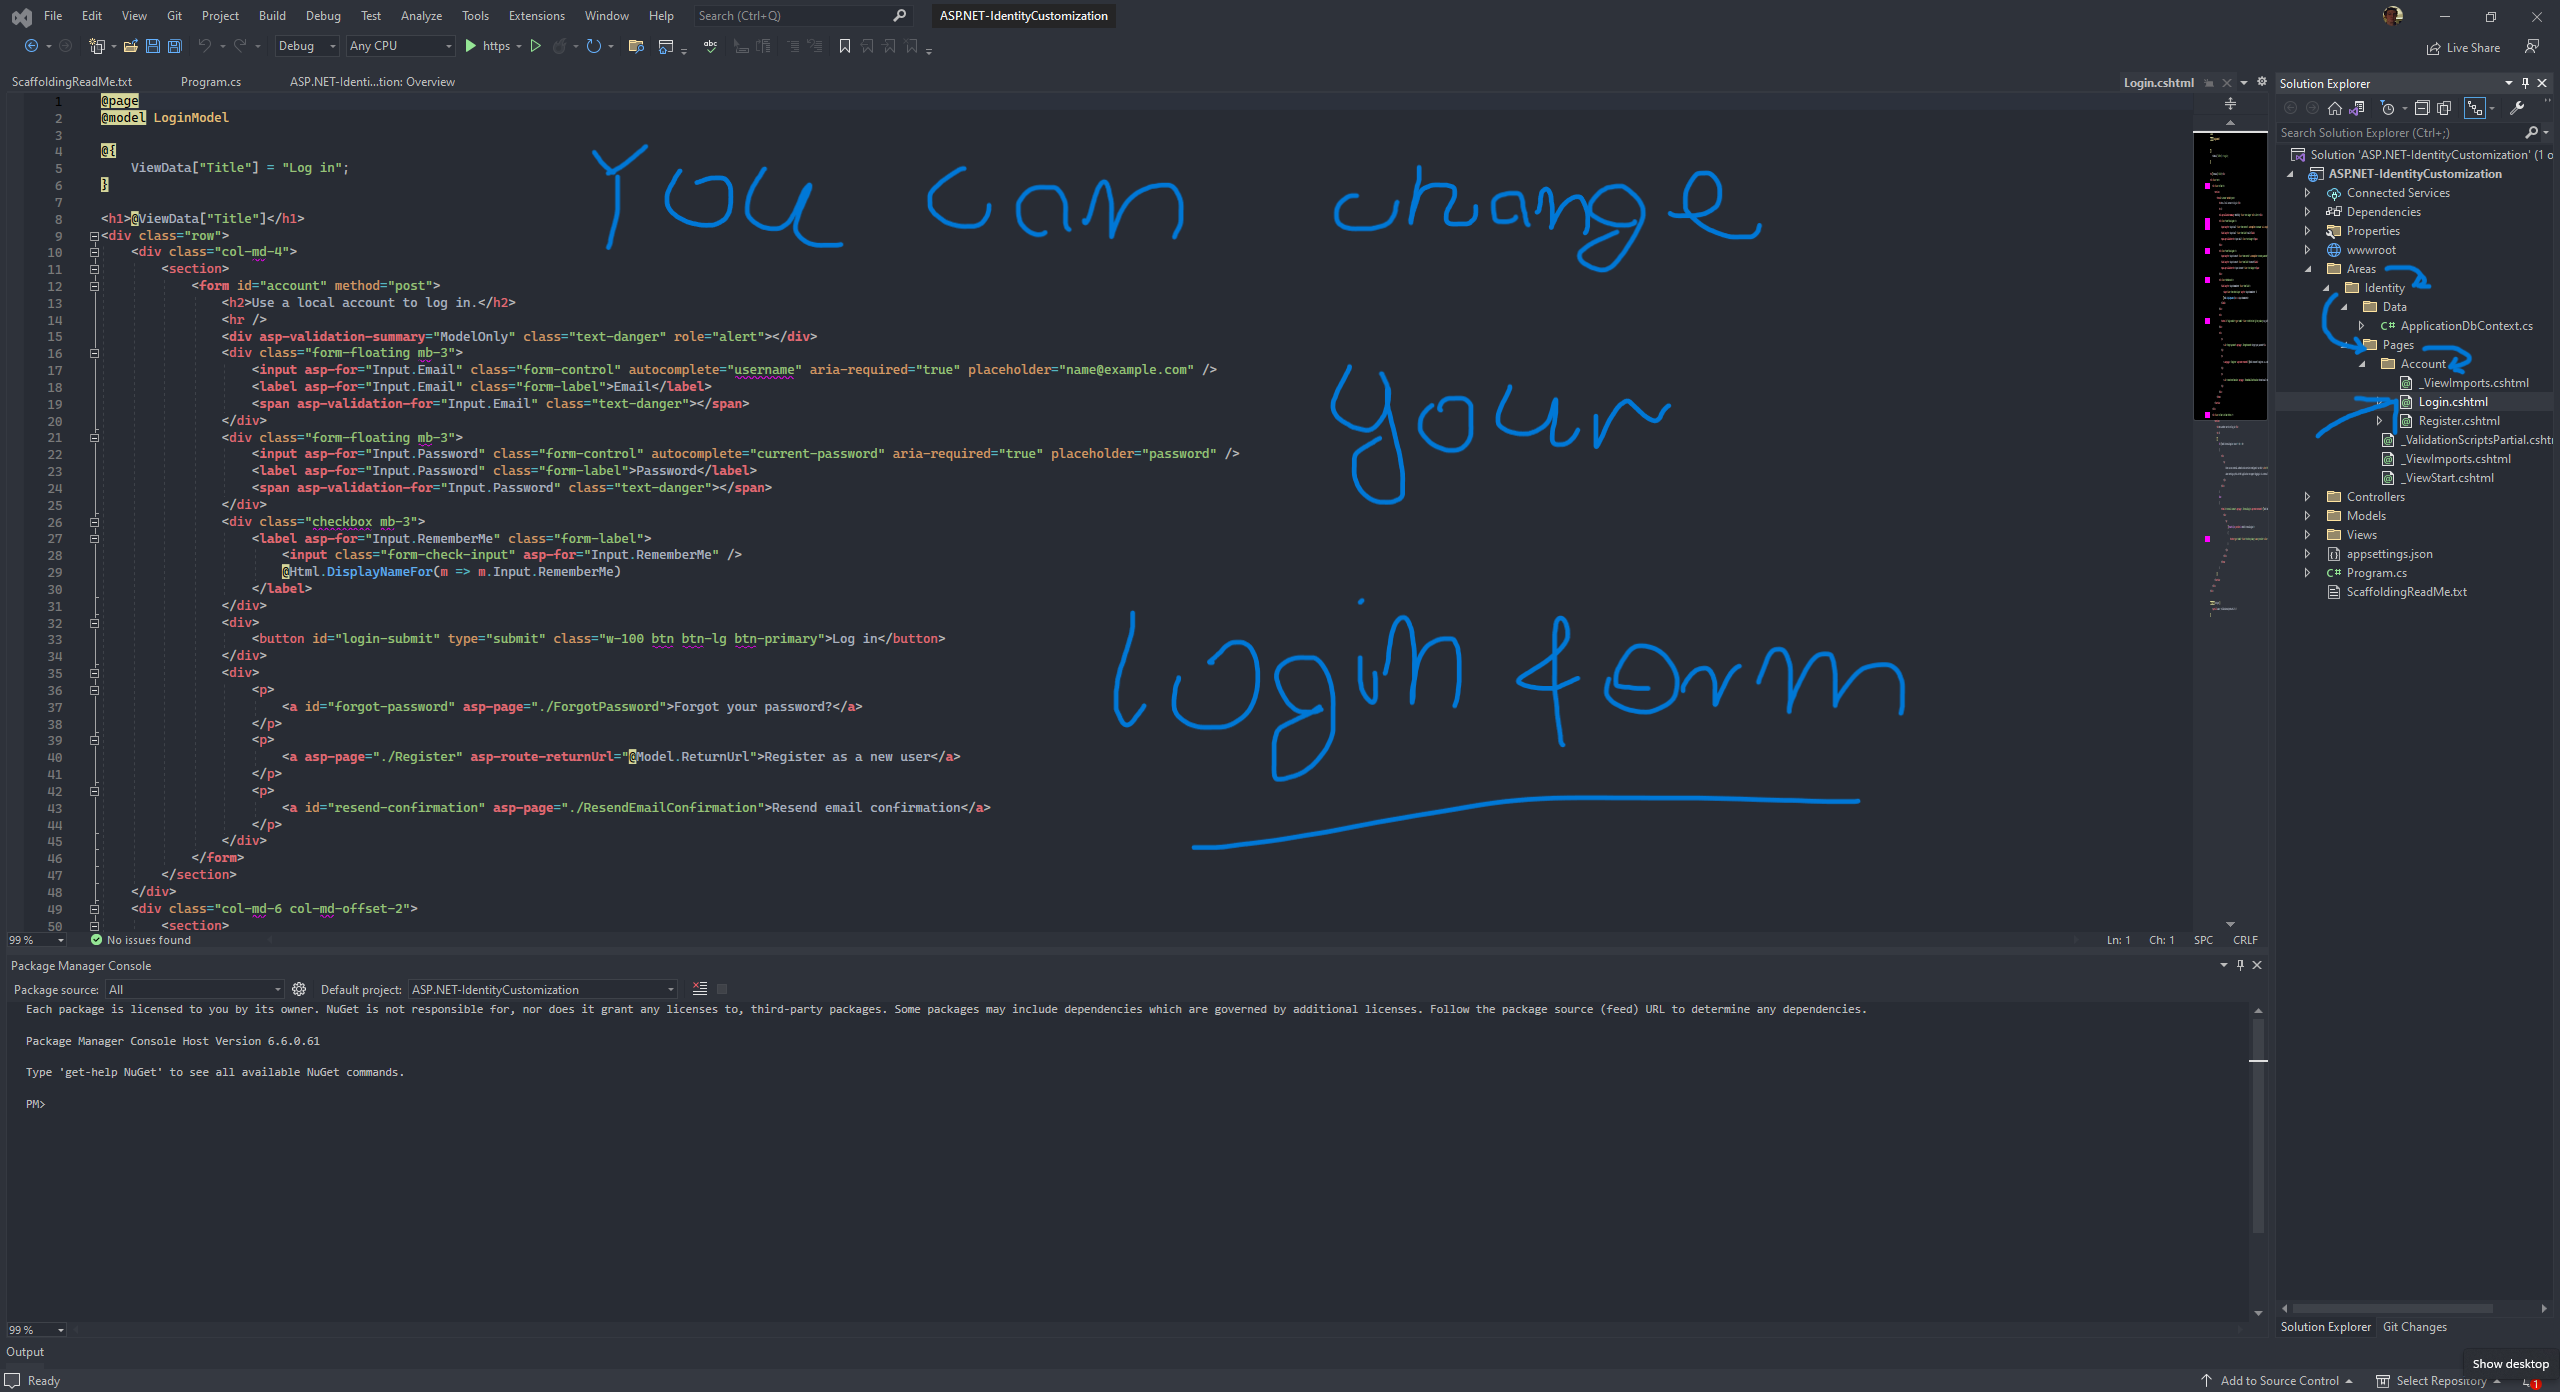 File Edit View Git Project Build Debug Test Analyze Tools Extensions Window Help Search (Ctrl+Q) ASP.NET-IdentityCustomization
Debug Any CPU https Live Share
ScaffoldingReadMe.txt Program.cs ASP.NET-Identi...tion: Overview Login.cshtml
1 @page
2 @model LoginModel
3
4 @{
5 ViewData["Title"] = "Log in";
6 }
7
8 <h1>@ViewData["Title"]</h1>
9 <div class="row">
10 <div class="col-md-4">
11 <section>
12 <form id="account" method="post">
13 <h2>Use a local account to log in.</h2>
14 <hr />
15 <div asp-validation-summary="ModelOnly" class="text-danger" role="alert"></div>
16 <div class="form-floating mb-3">
17 <input asp-for="Input.Email" class="form-control" autocomplete="username" aria-required="true" placeholder="name@example.com" />
18 <label asp-for="Input.Email" class="form-label">Email</label>
19 <span asp-validation-for="Input.Email" class="text-danger"></span>
20 </div>
21 <div class="form-floating mb-3">
22 <input asp-for="Input.Password" class="form-control" autocomplete="current-password" aria-required="true" placeholder="password" />
23 <label asp-for="Input.Password" class="form-label">Password</label>
24 <span asp-validation-for="Input.Password" class="text-danger"></span>
25 </div>
26 <div class="checkbox mb-3">
27 <label asp-for="Input.RememberMe" class="form-label">
28 <input class="form-check-input" asp-for="Input.RememberMe" />
29 @Html.DisplayNameFor(m => m.Input.RememberMe)
30 </label>
31 </div>
32 <div>
33 <button id="login-submit" type="submit" class="w-100 btn btn-lg btn-primary">Log in</button>
34 </div>
35 <div>
36 <p>
37 <a id="forgot-password" asp-page="./ForgotPassword">Forgot your password?</a>
38 </p>
39 <p>
40 <a asp-page="./Register" asp-route-returnUrl="@Model.ReturnUrl">Register as a new user</a>
41 </p>
42 <p>
43 <a id="resend-confirmation" asp-page="./ResendEmailConfirmation">Resend email confirmation</a>
44 </p>
45 </div>
46 </form>
47 </section>
48 </div>
49 <div class="col-md-6 col-md-offset-2">
50 <section>
You can change
your
login form
99 % No issues found Ln: 1 Ch: 1 SPC CRLF
Package Manager Console
Package source: All Default project: ASP.NET-IdentityCustomization
Each package is licensed to you by its owner. NuGet is not responsible for, nor does it grant any licenses to, third-party packages. Some packages may include dependencies which are governed by additional licenses. Follow the package source (feed) URL to determine any dependencies.
Package Manager Console Host Version 6.6.0.61
Type 'get-help NuGet' to see all available NuGet commands.
PM>
99 %
Output
Solution Explorer
Search Solution Explorer (Ctrl+;)
Solution 'ASP.NET-IdentityCustomization' (1 o
ASP.NET-IdentityCustomization
Connected Services
Dependencies
Properties
wwwroot
Areas
Identity
Data
C# ApplicationDbContext.cs
Pages
Account
_ViewImports.cshtml
Login.cshtml
Register.cshtml
_ValidationScriptsPartial.csht
_ViewImports.cshtml
_ViewStart.cshtml
Controllers
Models
Views
appsettings.json
C# Program.cs
ScaffoldingReadMe.txt
Solution Explorer Git Changes
Show desktop
Ready Add to Source Control Select Repository 1